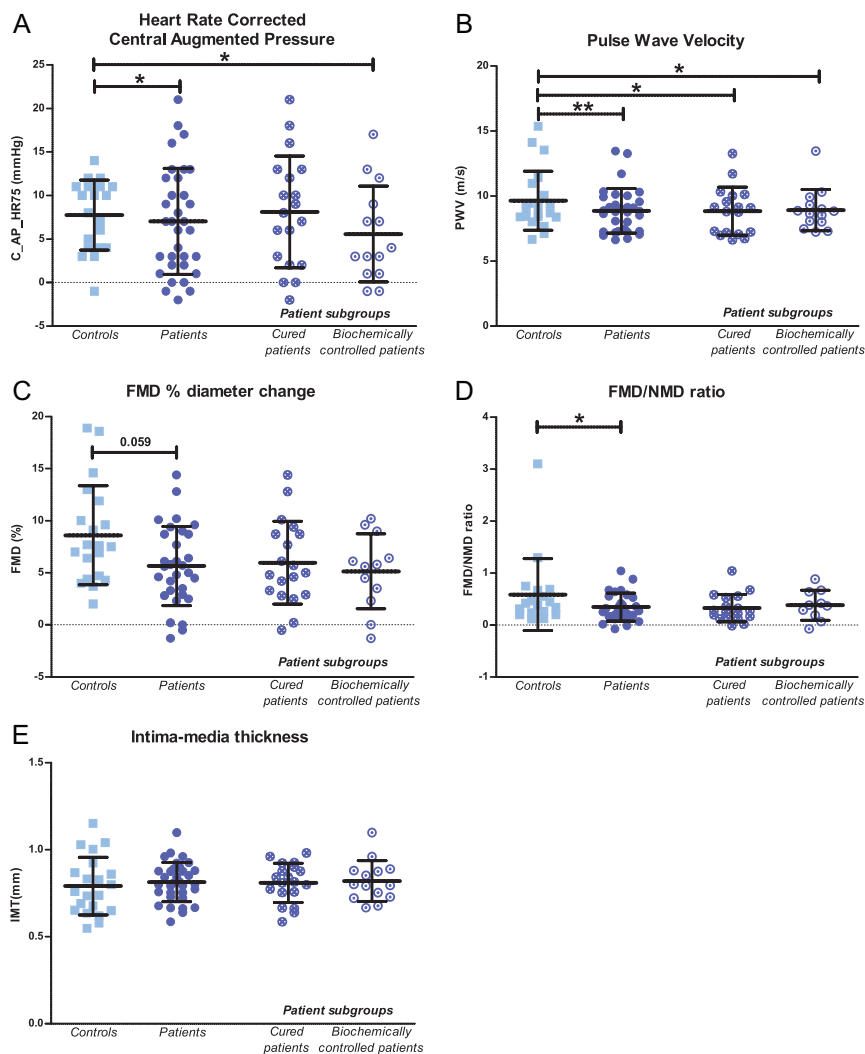 A
Heart Rate Corrected
Central Augmented Pressure
*
*
C_AP_HR75 (mmHg)
25
20
15
10
5
0
-5
Patient subgroups
Controls
Patients
Cured
patients
Biochemically
controlled patients
B
Pulse Wave Velocity
*
*
**
PWV (m/s)
20
15
10
5
0
Patient subgroups
Controls
Patients
Cured
patients
Biochemically
controlled patients
C
FMD % diameter change
0.059
FMD (%)
20
15
10
5
0
-5
Patient subgroups
Controls
Patients
Cured
patients
Biochemically
controlled patients
D
FMD/NMD ratio
*
FMD/NMD ratio
4
3
2
1
0
-1
Patient subgroups
Controls
Patients
Cured
patients
Biochemically
controlled patients
E
Intima-media thickness
IMT(mm)
1.5
1.0
0.5
0.0
Patient subgroups
Controls
Patients
Cured
patients
Biochemically
controlled patients